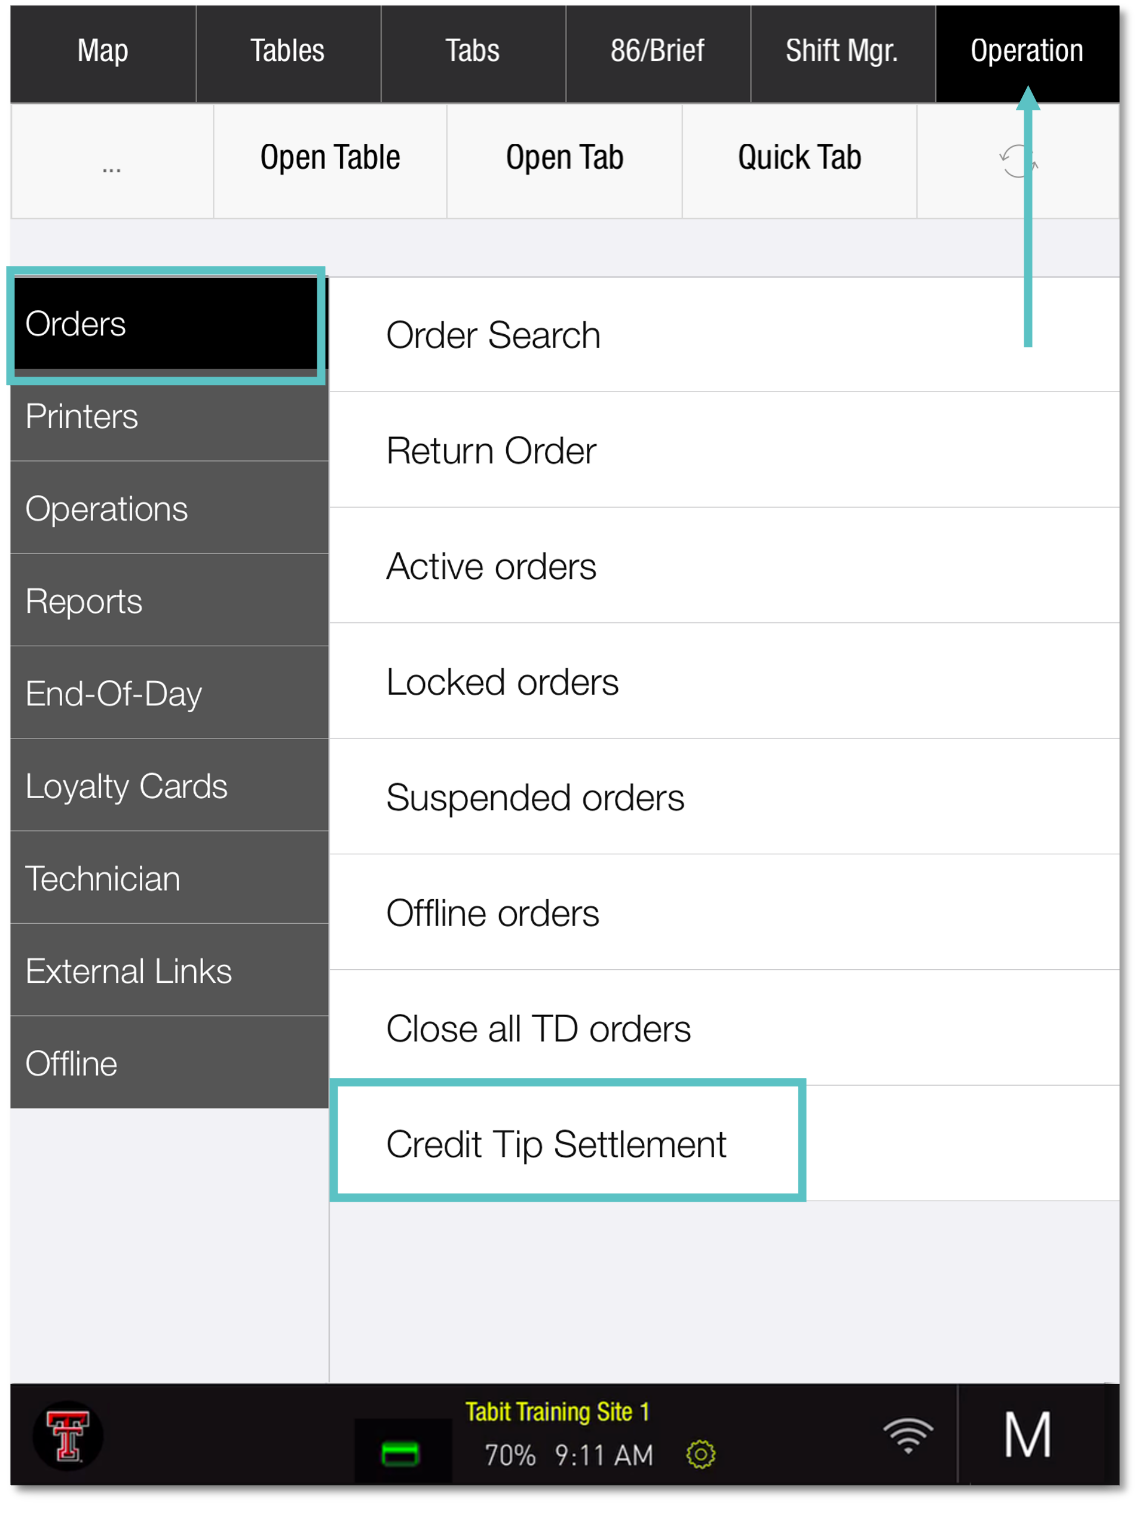 Map
Tables
Tabs
86/Brief
Shift Mgr.
Operation
...
Open Table
Open Tab
Quick Tab
Orders
Printers
Operations
Reports
End-Of-Day
Loyalty Cards
Technician
External Links
Offline
Order Search
Return Order
Active orders
Locked orders
Suspended orders
Offline orders
Close all TD orders
Credit Tip Settlement
Tabit Training Site 1
70% 9:11 AM
M